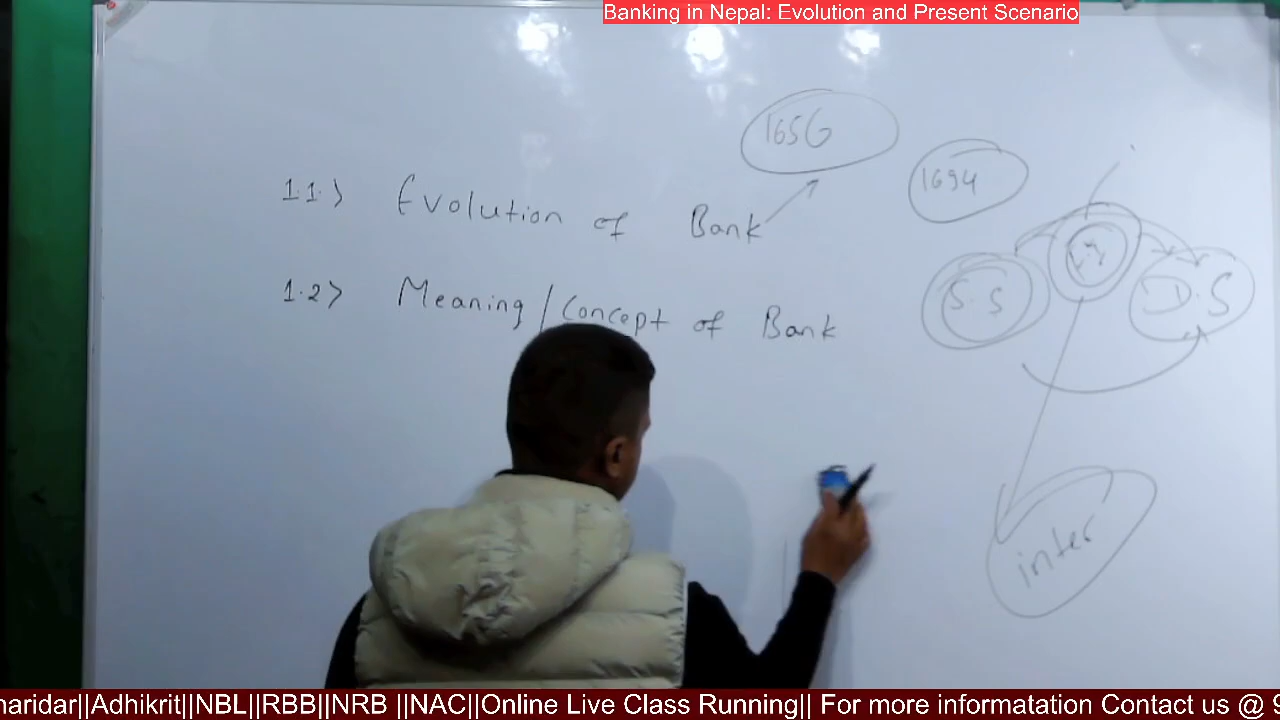 Banking in Nepal: Evolution and Present Scenario
1656
1694
1.1> Evolution of Bank
1.2> Meaning/Concept of Bank
S.S
D.S
inter
haridar||Adhikrit||NBL||RBB||NRB ||NAC||Online Live Class Running|| For more informatation Contact us @ 9